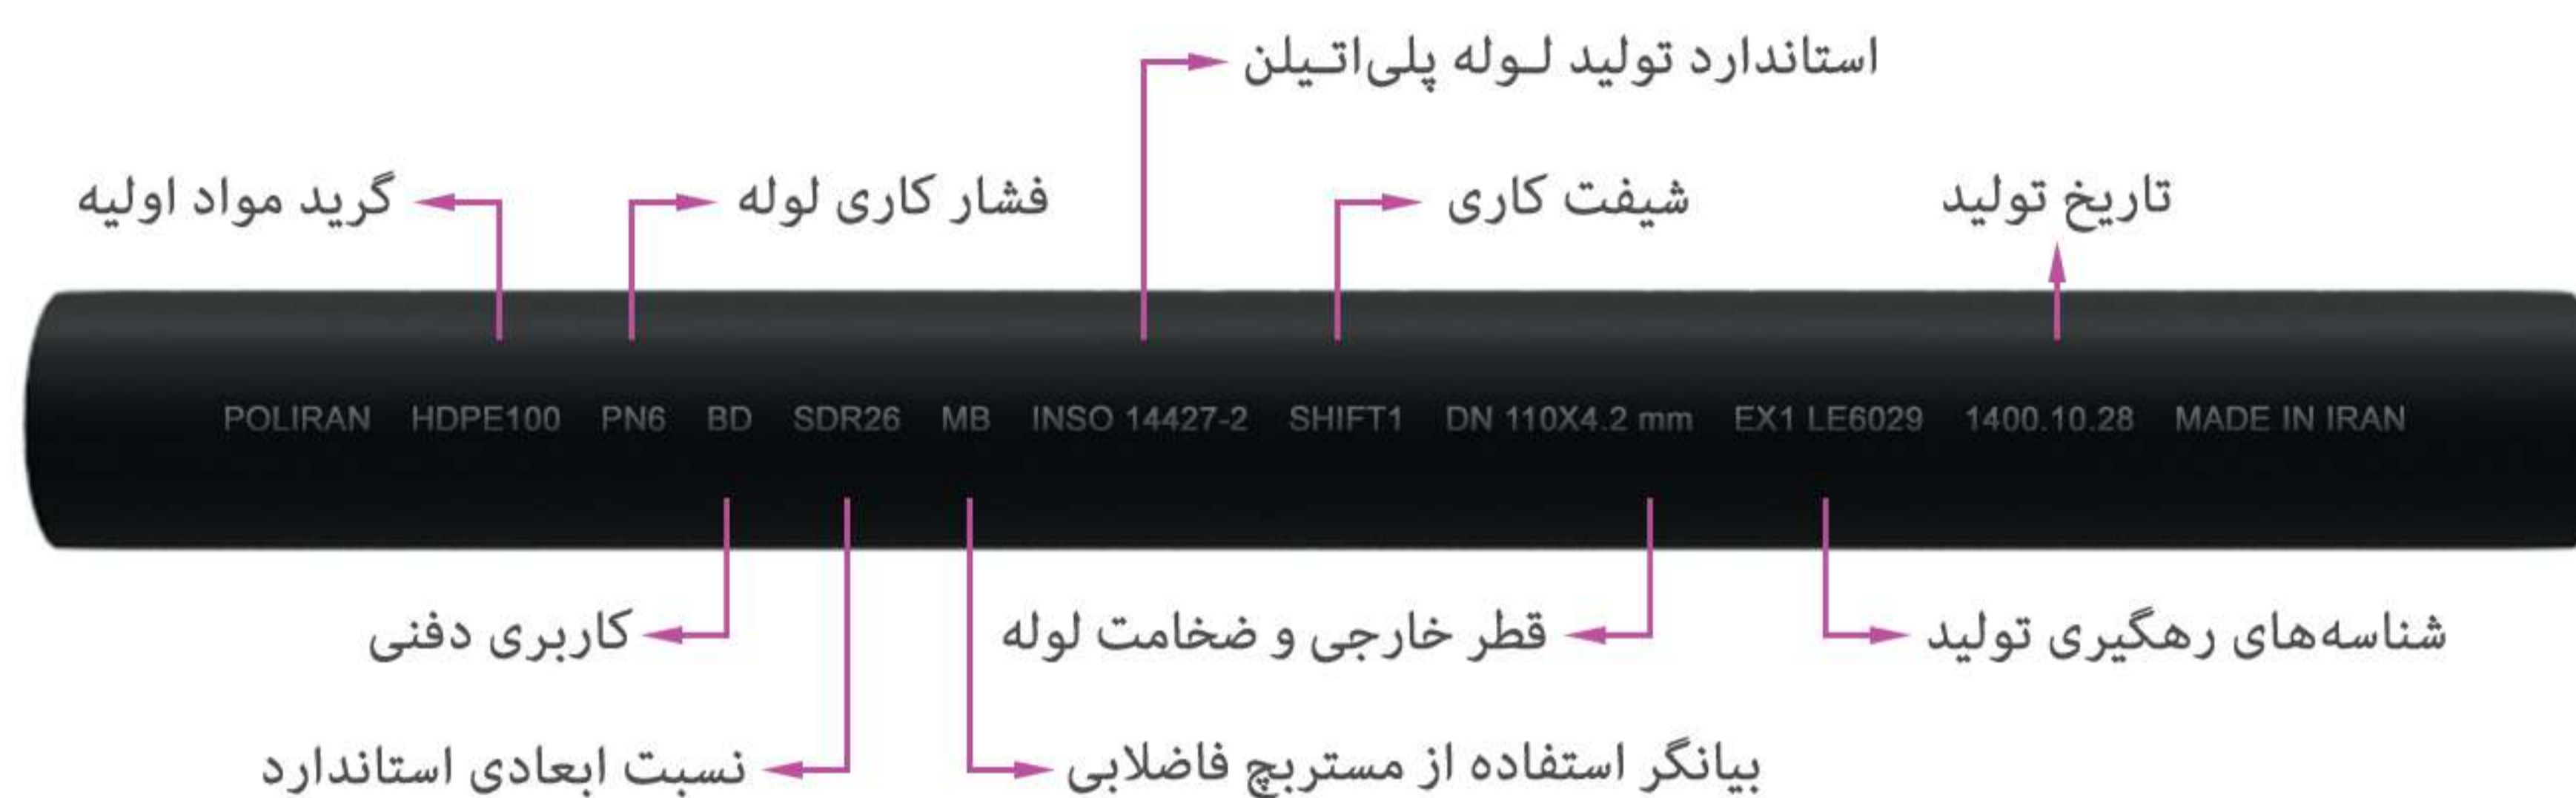 استاندارد تولید لـوله پلی‌اتـیلن
گرید مواد اولیه
فشار کاری لوله
شیفت کاری
تاریخ تولید
POLIRAN HDPE100 PN6 BD SDR26 MB INSO 14427-2 SHIFT1 DN 110X4.2 mm EX1 LE6029 1400.10.28 MADE IN IRAN
کاربری دفنی
قطر خارجی و ضخامت لوله
شناسه‌های رهگیری تولید
نسبت ابعادی استاندارد
بیانگر استفاده از مستربچ فاضلابی